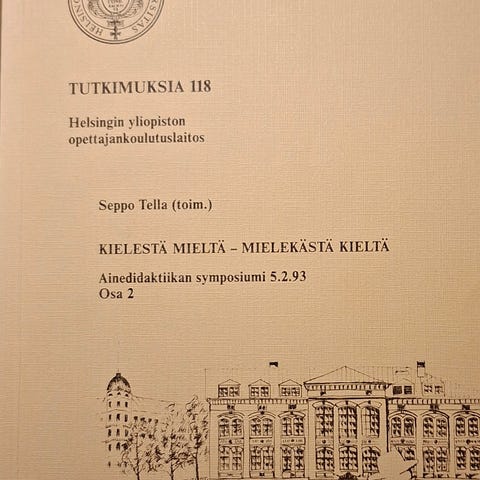 TUTKIMUKSIA 118
Helsingin yliopiston
opettajankoulutuslaitos
Seppo Tella (toim.)
KIELESTÄ MIELTÄ – MIELEKÄSTÄ KIELTÄ
Ainedidaktiikan symposiumi 5.2.93
Osa 2